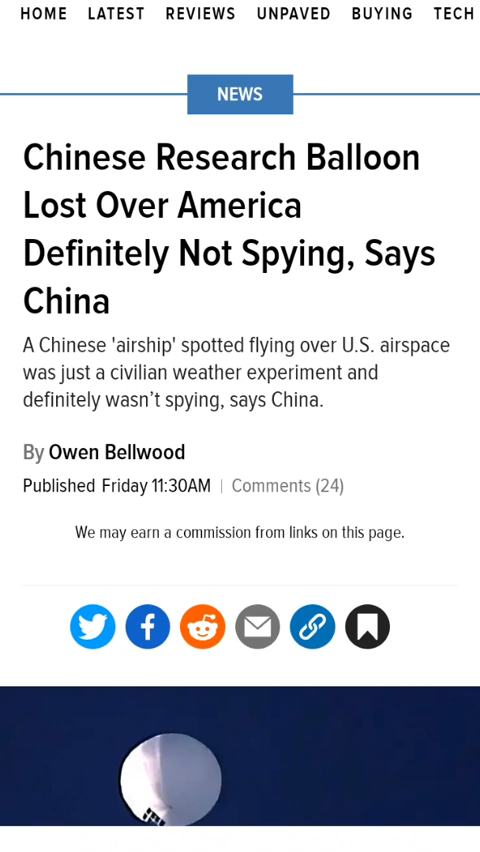 HOME LATEST REVIEWS UNPAVED BUYING TECH
NEWS
Chinese Research Balloon
Lost Over America
Definitely Not Spying, Says
China
A Chinese 'airship' spotted flying over U.S. airspace
was just a civilian weather experiment and
definitely wasn’t spying, says China.
By Owen Bellwood
Published Friday 11:30AM | Comments (24)
We may earn a commission from links on this page.